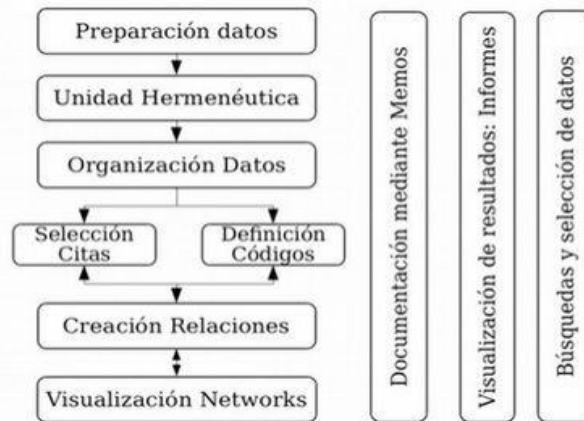 Preparación datos
Unidad Hermenéutica
Organización Datos
Selección
Citas
Definición
Códigos
Creación Relaciones
Visualización Networks
Documentación mediante Memos
Visualización de resultados: Informes
Búsquedas y selección de datos